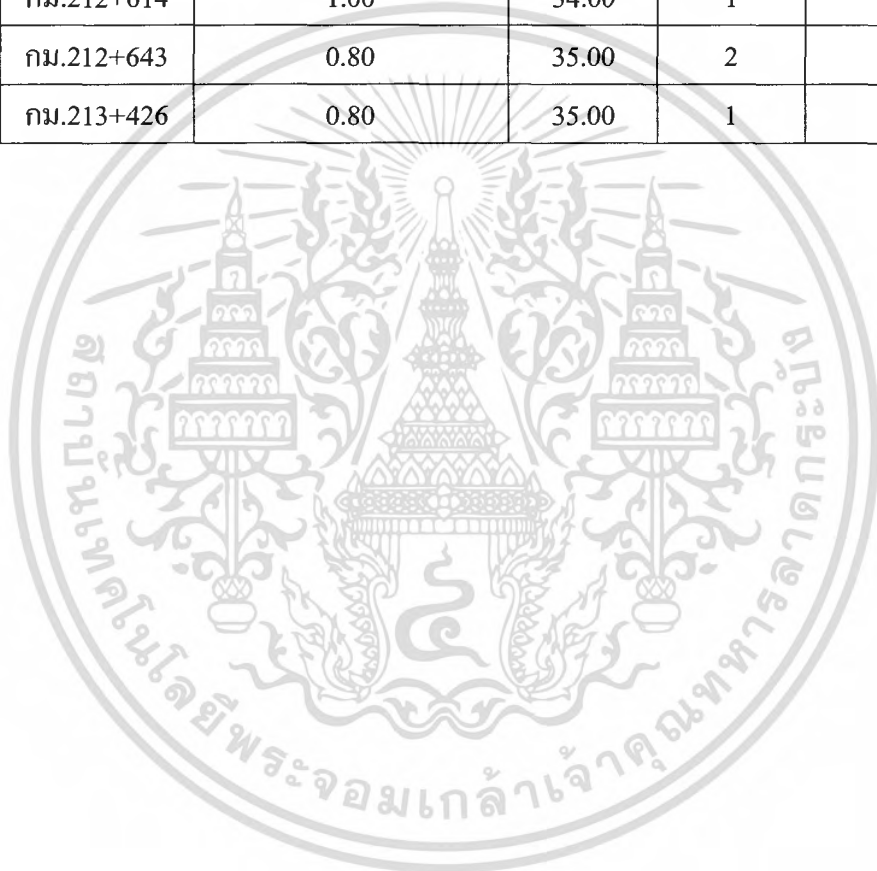 กม.212+614 1.00 34.00 1
กม.212+643 0.80 35.00 2
กม.213+426 0.80 35.00 1
สถาบันเทคโนโลยีพระจอมเกล้าเจ้าคุณทหารลาดกระบัง